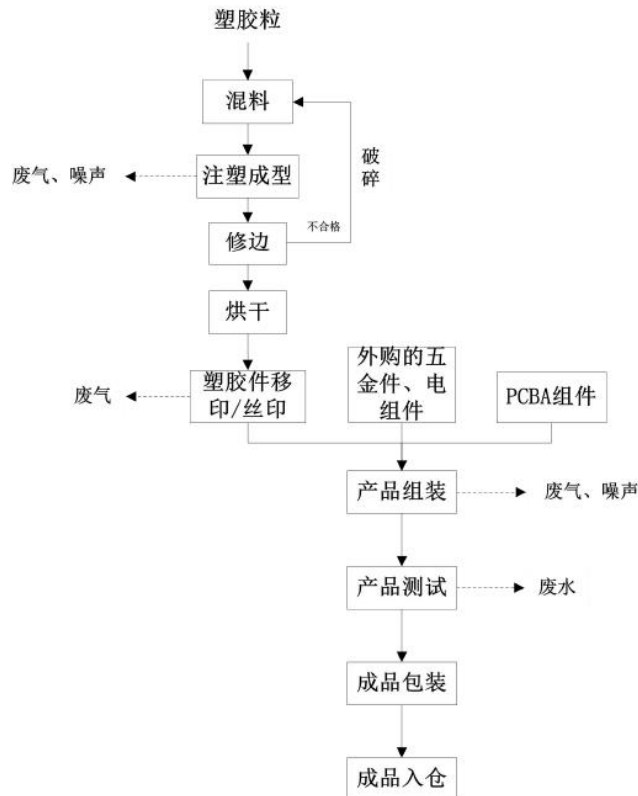 塑胶粒
混料
破
碎
废气、噪声
注塑成型
不合格
修边
烘干
废气
塑胶件移
印/丝印
外购的五
金件、电
组件
PCBA组件
产品组装
废气、噪声
产品测试
废水
成品包装
成品入仓